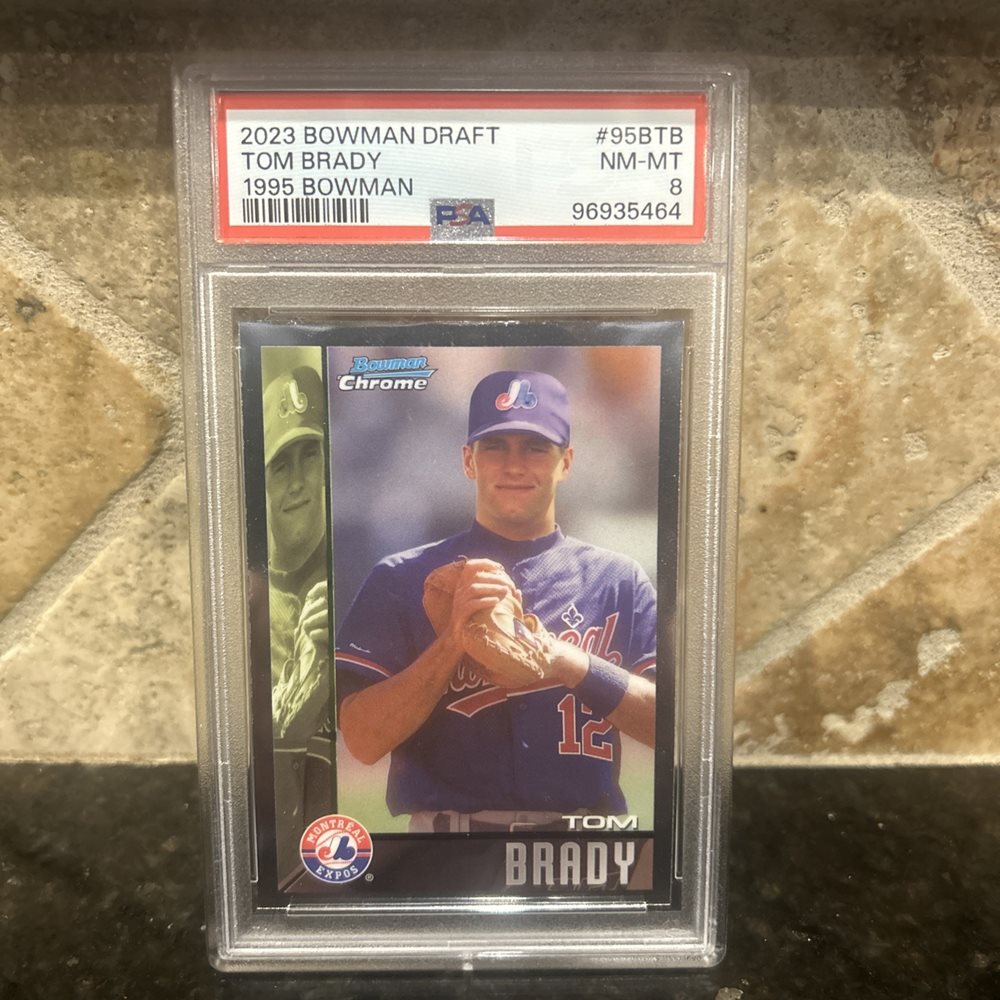 2023 BOWMAN DRAFT #95BTB
TOM BRADY NM-MT
1995 BOWMAN 8
PSA 96935464
Bowman
Chrome
12
MONTRÉAL
EXPOS
®
TOM
BRADY